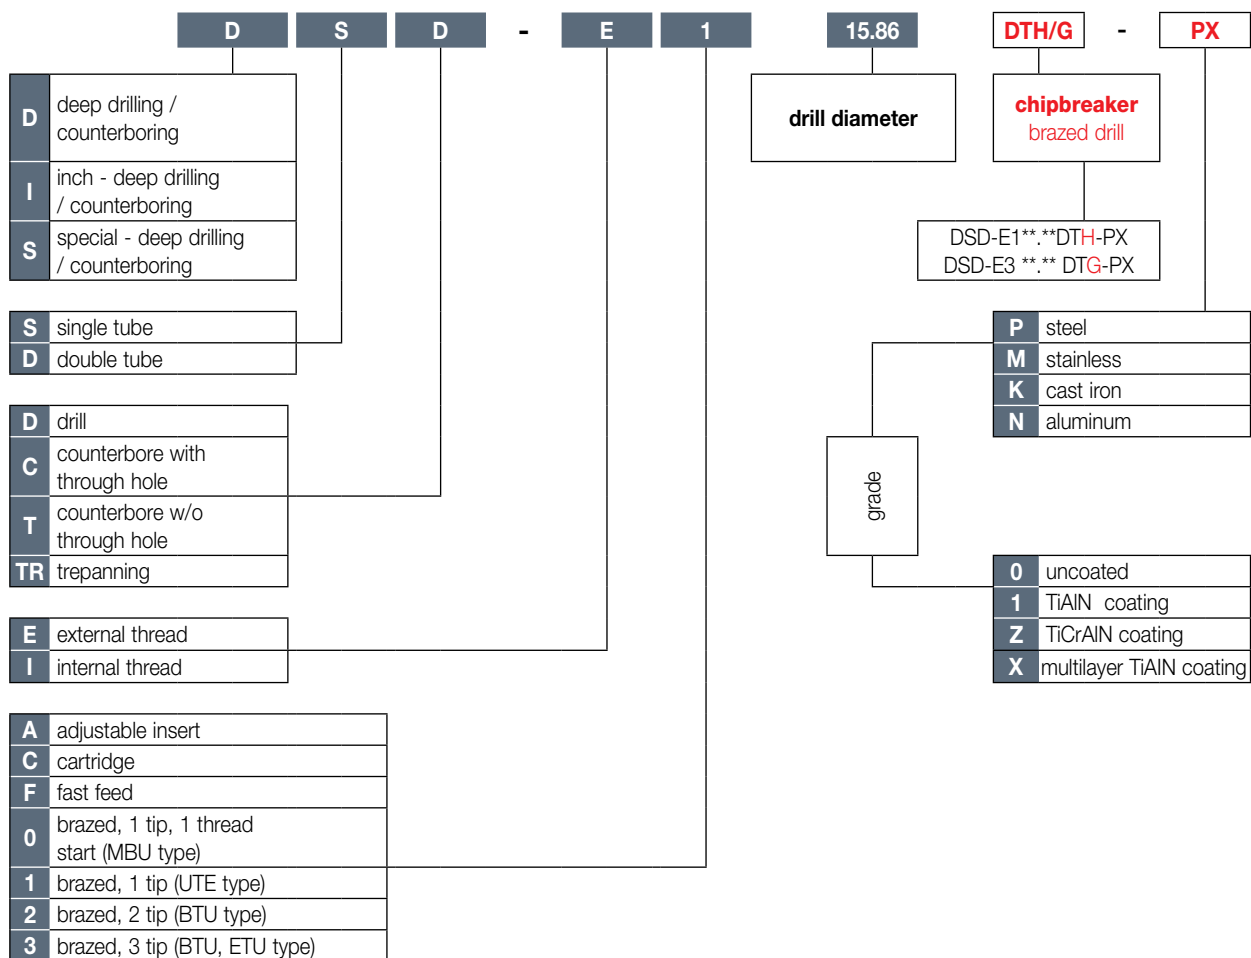 D S D - E 1 15.86 DTH/G - PX
D deep drilling /
counterboring
I inch - deep drilling
/ counterboring
S special - deep drilling
/ counterboring
drill diameter
chipbreaker
brazed drill
DSD-E1**.**DTH-PX
DSD-E3 **.** DTG-PX
S single tube
D double tube
D drill
C counterbore with
through hole
T counterbore w/o
through hole
TR trepanning
E external thread
I internal thread
A adjustable insert
C cartridge
F fast feed
0 brazed, 1 tip, 1 thread
start (MBU type)
1 brazed, 1 tip (UTE type)
2 brazed, 2 tip (BTU type)
3 brazed, 3 tip (BTU, ETU type)
grade
P steel
M stainless
K cast iron
N aluminum
0 uncoated
1 TiAlN coating
Z TiCrAlN coating
X multilayer TiAlN coating